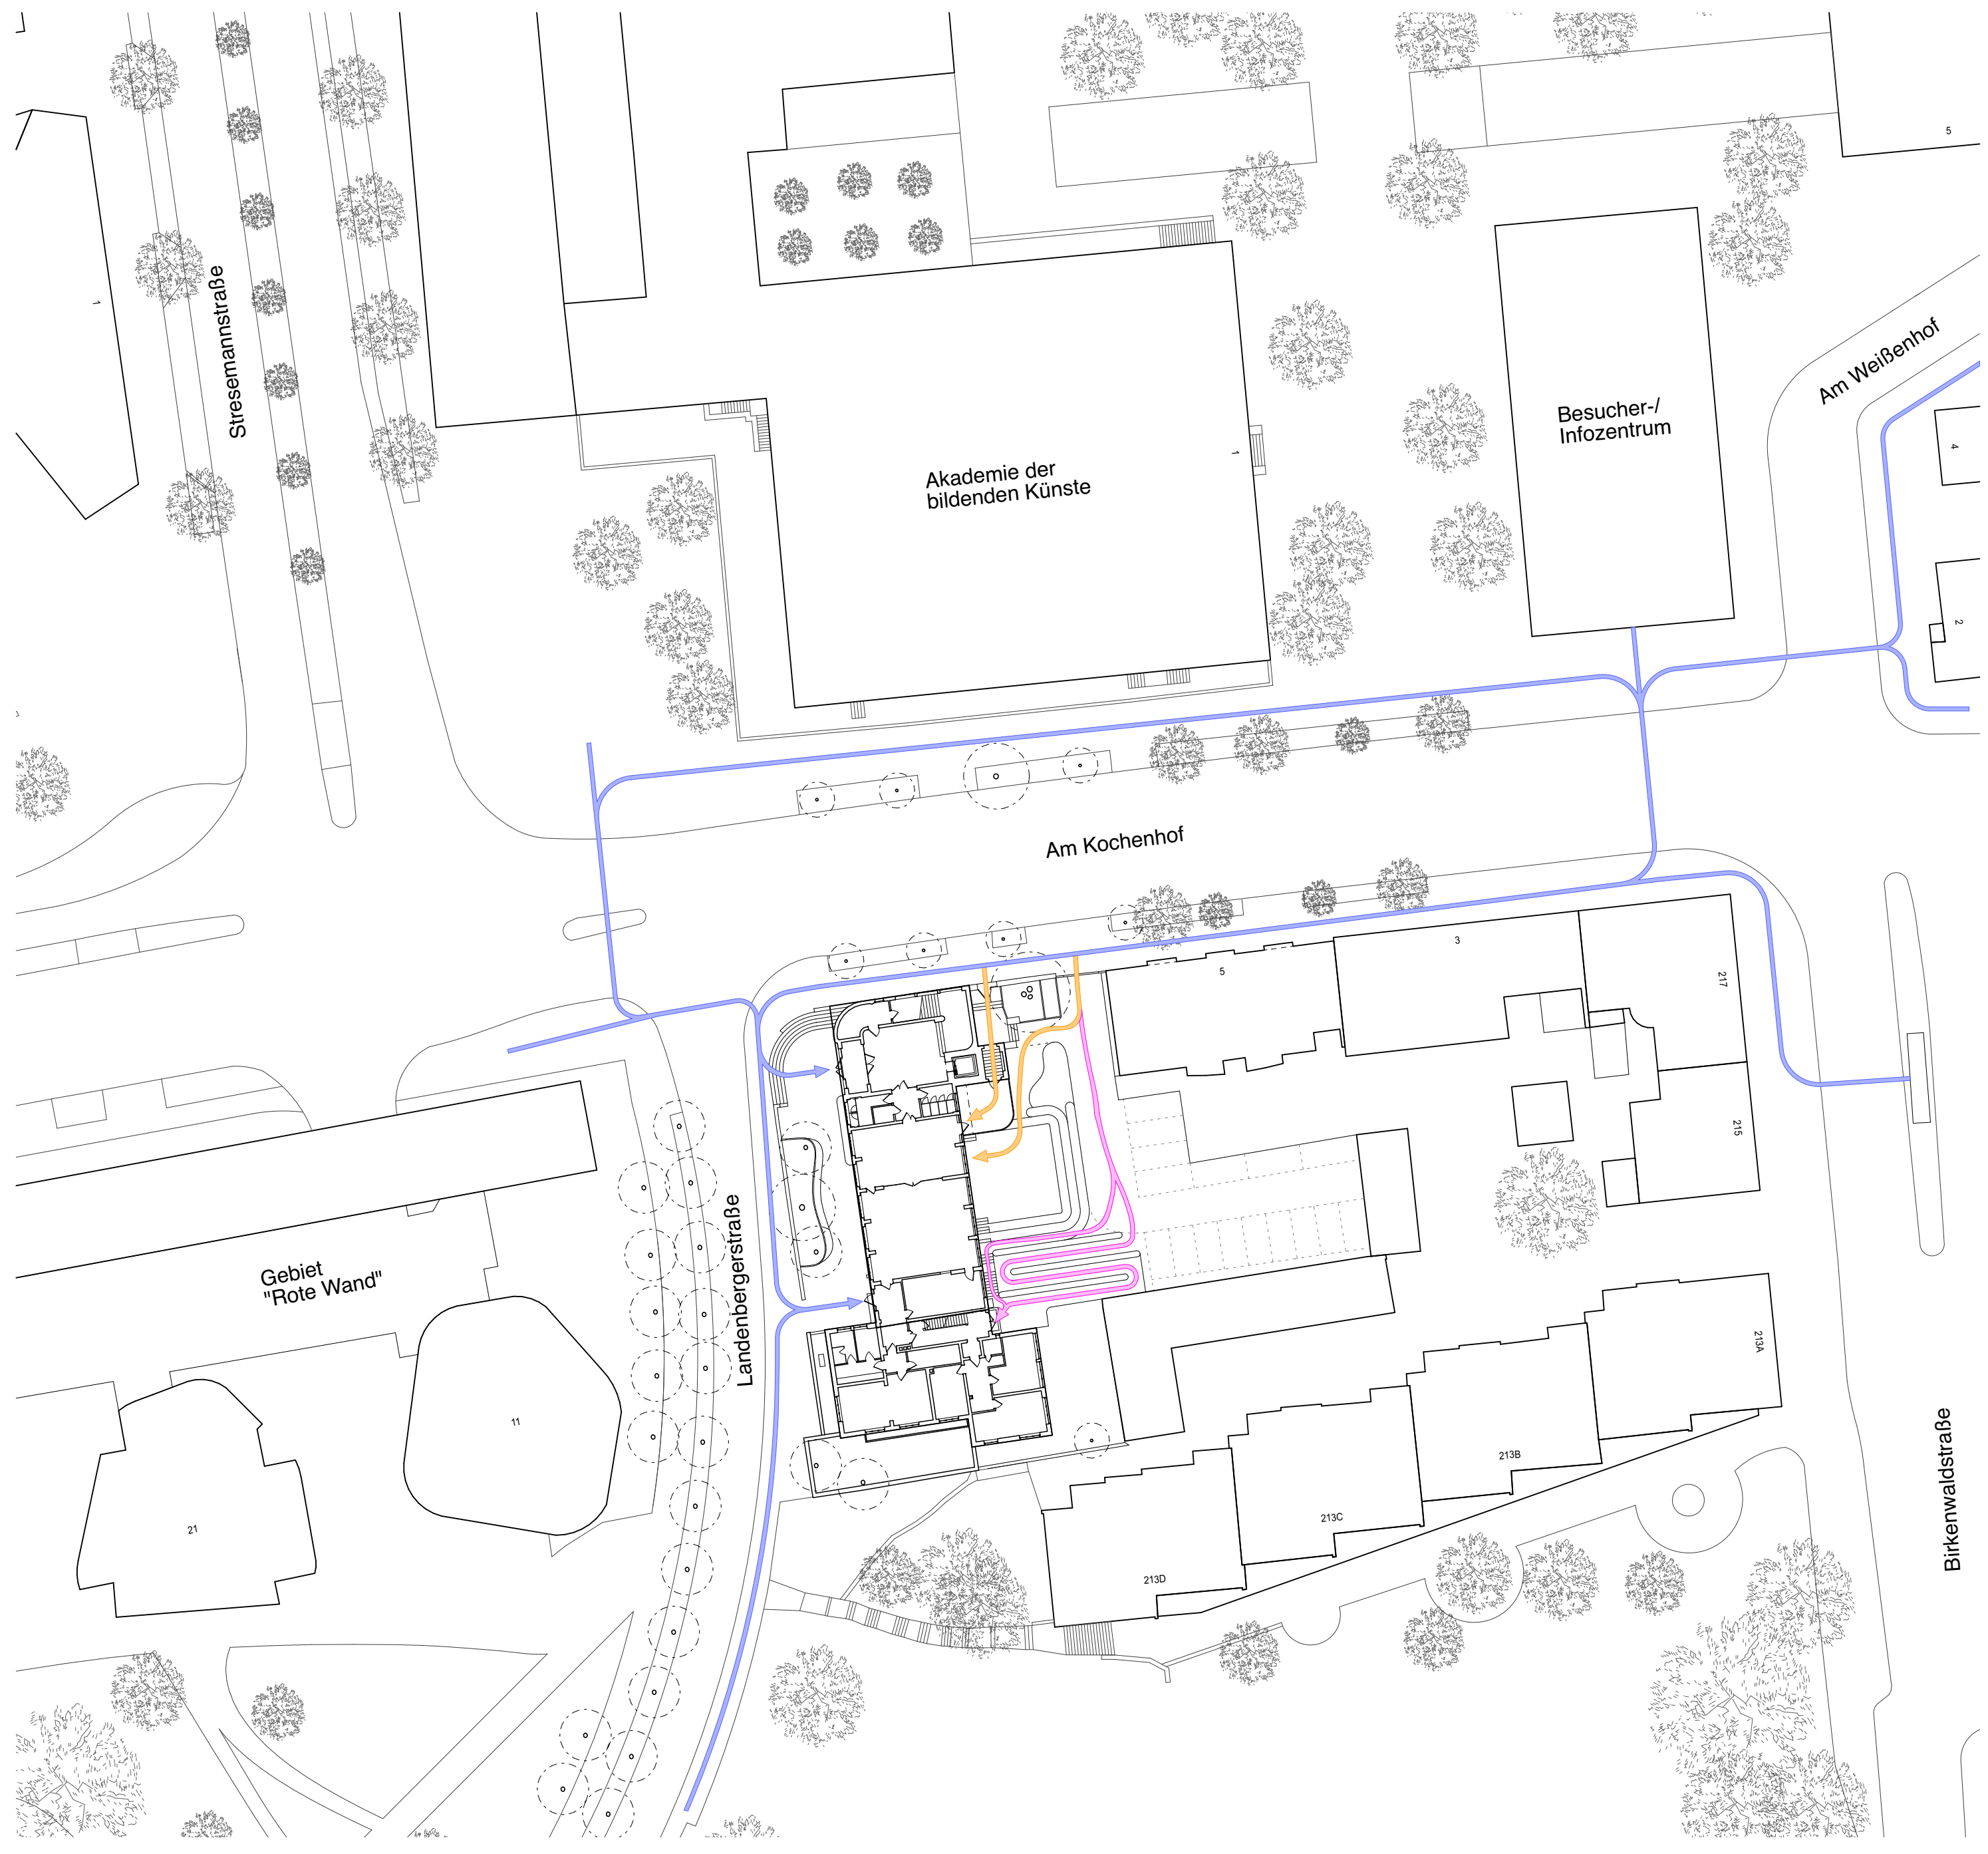 5
1
Stresemannstraße
Am Weißenhof
Besucher-/
Infozentrum
4
1
Akademie der
bildenden Künste
2
Am Kochenhof
3
5
217
215
Landenbergerstraße
Gebiet
"Rote Wand"
213A
11
Birkenwaldstraße
213B
213C
21
213D